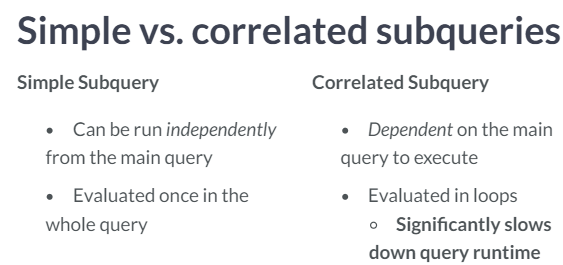 Simple vs. correlated subqueries
Simple Subquery
• Can be run independently
from the main query
• Evaluated once in the
whole query
Correlated Subquery
• Dependent on the main
query to execute
• Evaluated in loops
◦ Significantly slows
down query runtime